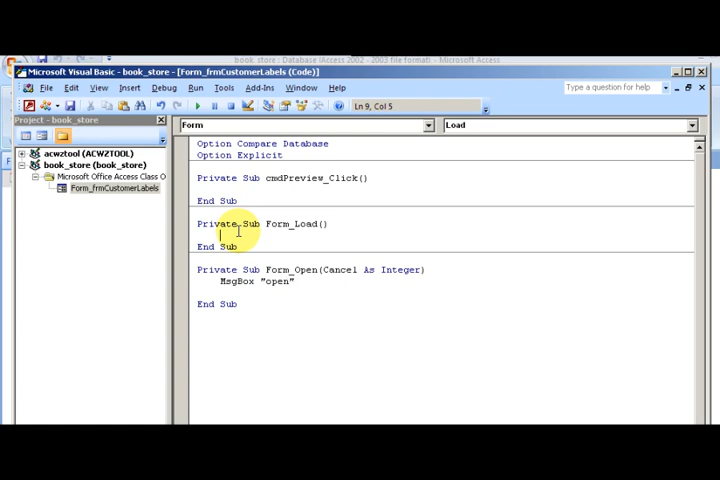 book_store : Database (Access 2002 - 2003 file format) - Microsoft Access
Microsoft Visual Basic - book_store - [Form_frmCustomerLabels (Code)]
File Edit View Insert Debug Run Tools Add-Ins Window Help
Type a question for help
Ln 9, Col 5
Project - book_store
Form
Load
acwztool (ACWZTOOL)
book_store (book_store)
Microsoft Office Access Class O
Form_frmCustomerLabels
Option Compare Database
Option Explicit
Private Sub cmdPreview_Click()
End Sub
Private Sub Form_Load()
End Sub
Private Sub Form_Open(Cancel As Integer)
MsgBox "open"
End Sub